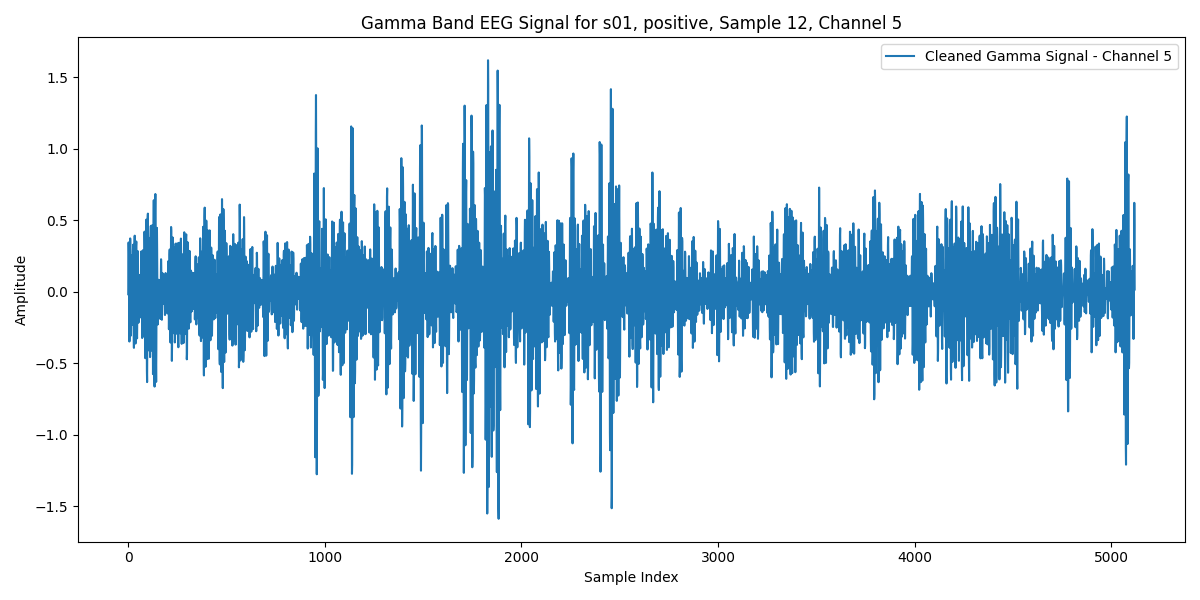 Gamma Band EEG Signal for s01, positive, Sample 12, Channel 5
Cleaned Gamma Signal - Channel 5
1.5
1.0
0.5
0.0
−0.5
−1.0
−1.5
Amplitude
0 1000 2000 3000 4000 5000
Sample Index